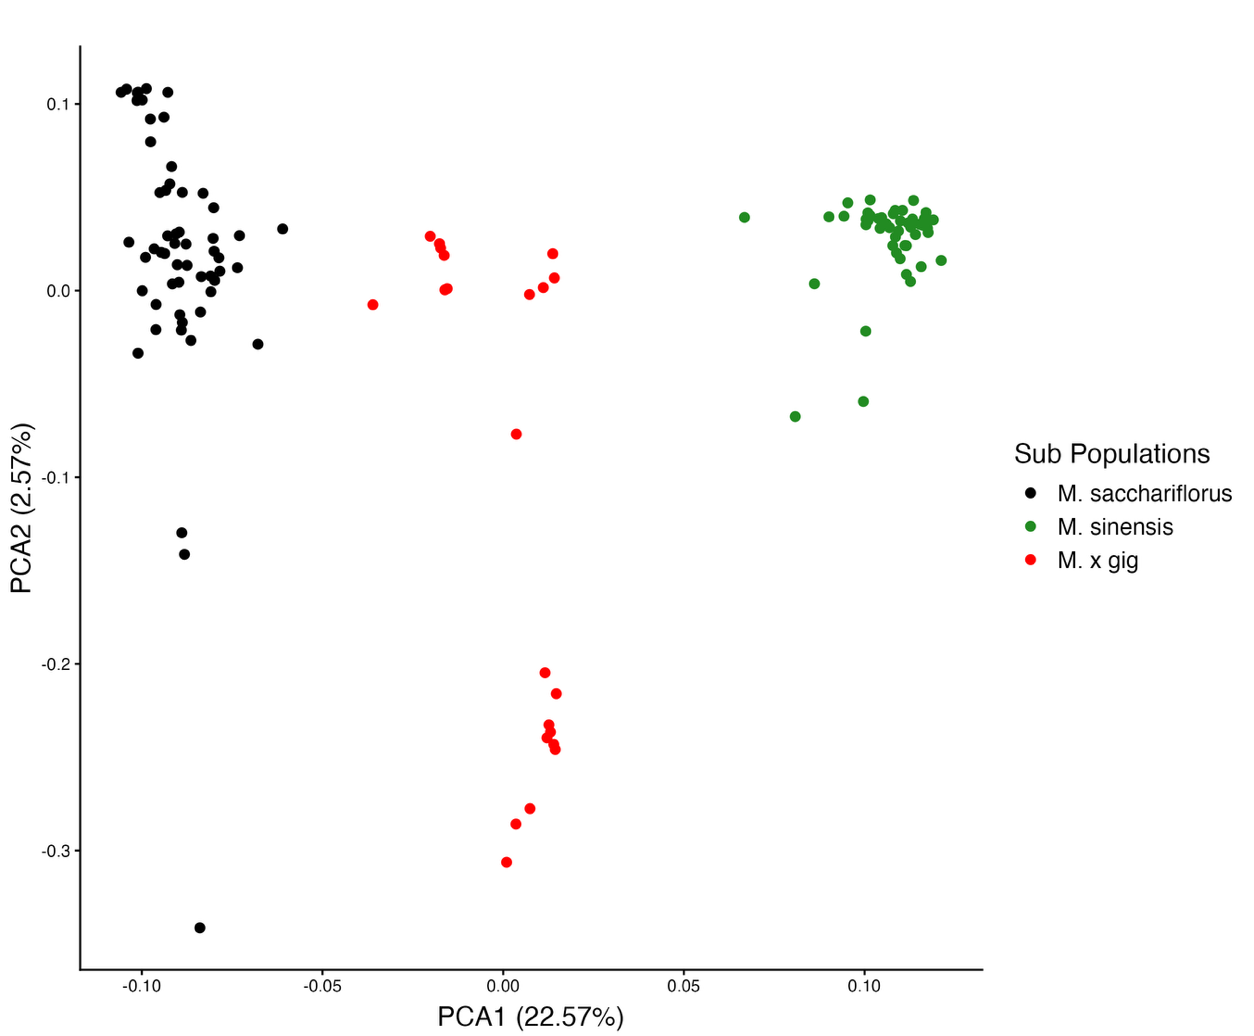 0.1
0.0
-0.1
-0.2
-0.3
PCA2 (2.57%)
-0.10
-0.05
0.00
0.05
0.10
PCA1 (22.57%)
Sub Populations
M. sacchariflorus
M. sinensis
M. x gig